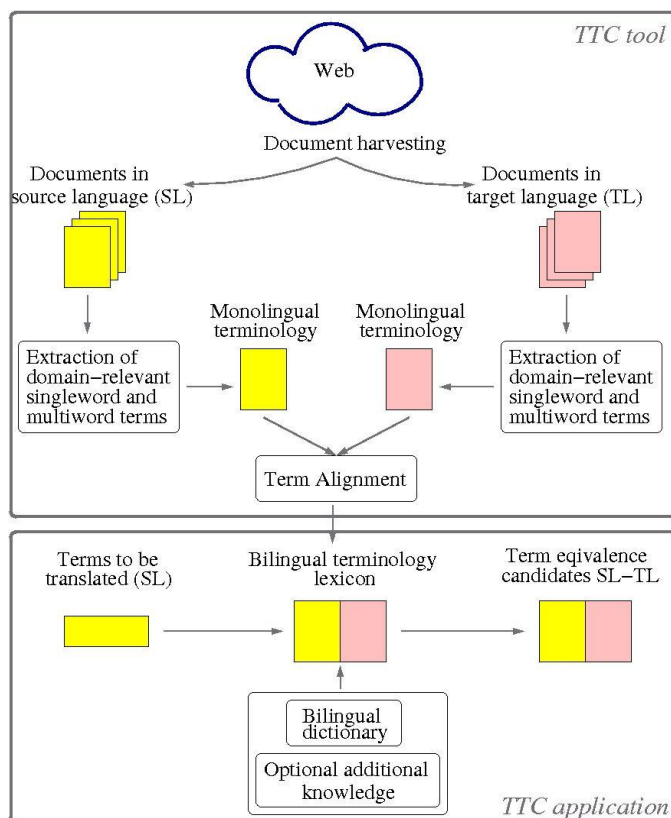 TTC tool
Web
Document harvesting
Documents in
source language (SL)
Documents in
target language (TL)
Monolingual
terminology
Monolingual
terminology
Extraction of
domain-relevant
singleword and
multiword terms
Extraction of
domain-relevant
singleword and
multiword terms
Term Alignment
Terms to be
translated (SL)
Bilingual terminology
lexicon
Term eqivalence
candidates SL-TL
Bilingual
dictionary
Optional additional
knowledge
TTC application